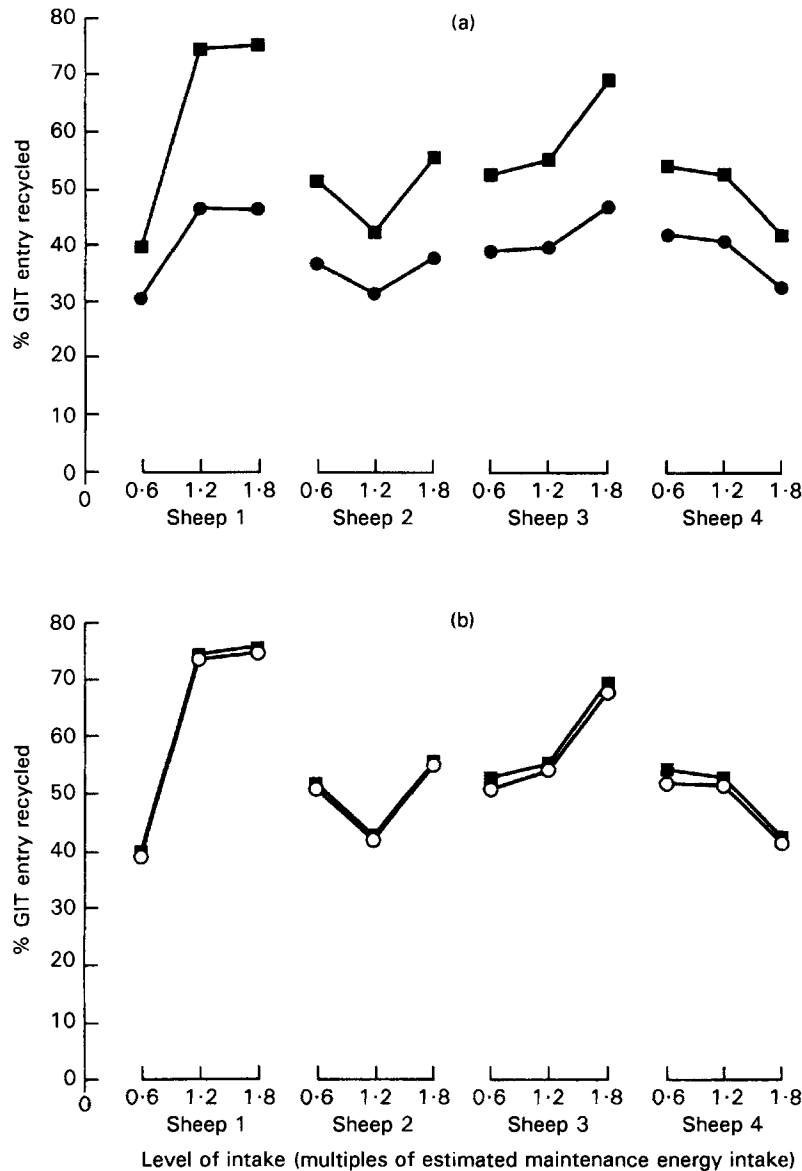 (a)
% GIT entry recycled
80
70
60
50
40
30
20
10
0
0
0·6 1·2 1·8 0·6 1·2 1·8 0·6 1·2 1·8 0·6 1·2 1·8
Sheep 1 Sheep 2 Sheep 3 Sheep 4
(b)
% GIT entry recycled
80
70
60
50
40
30
20
10
0
0
0·6 1·2 1·8 0·6 1·2 1·8 0·6 1·2 1·8 0·6 1·2 1·8
Sheep 1 Sheep 2 Sheep 3 Sheep 4
Level of intake (multiples of estimated maintenance energy intake)